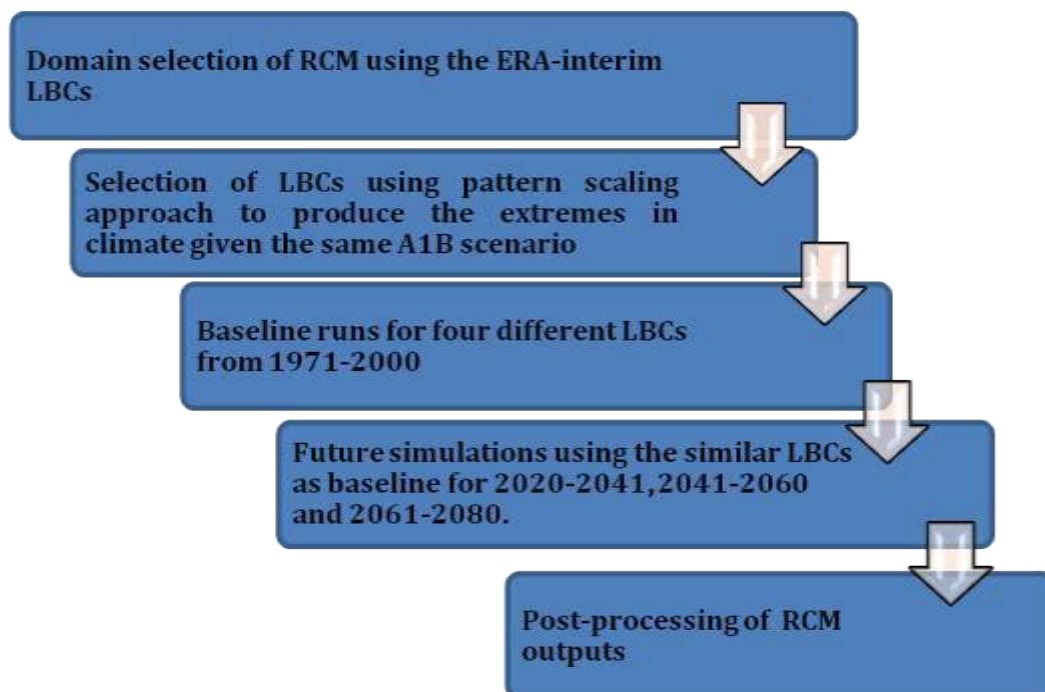 Domain selection of RCM using the ERA-interim
LBCs
Selection of LBCs using pattern scaling
approach to produce the extremes in
climate given the same A1B scenario
Baseline runs for four different LBCs
from 1971-2000
Future simulations using the similar LBCs
as baseline for 2020-2041,2041-2060
and 2061-2080.
Post-processing of RCM
outputs